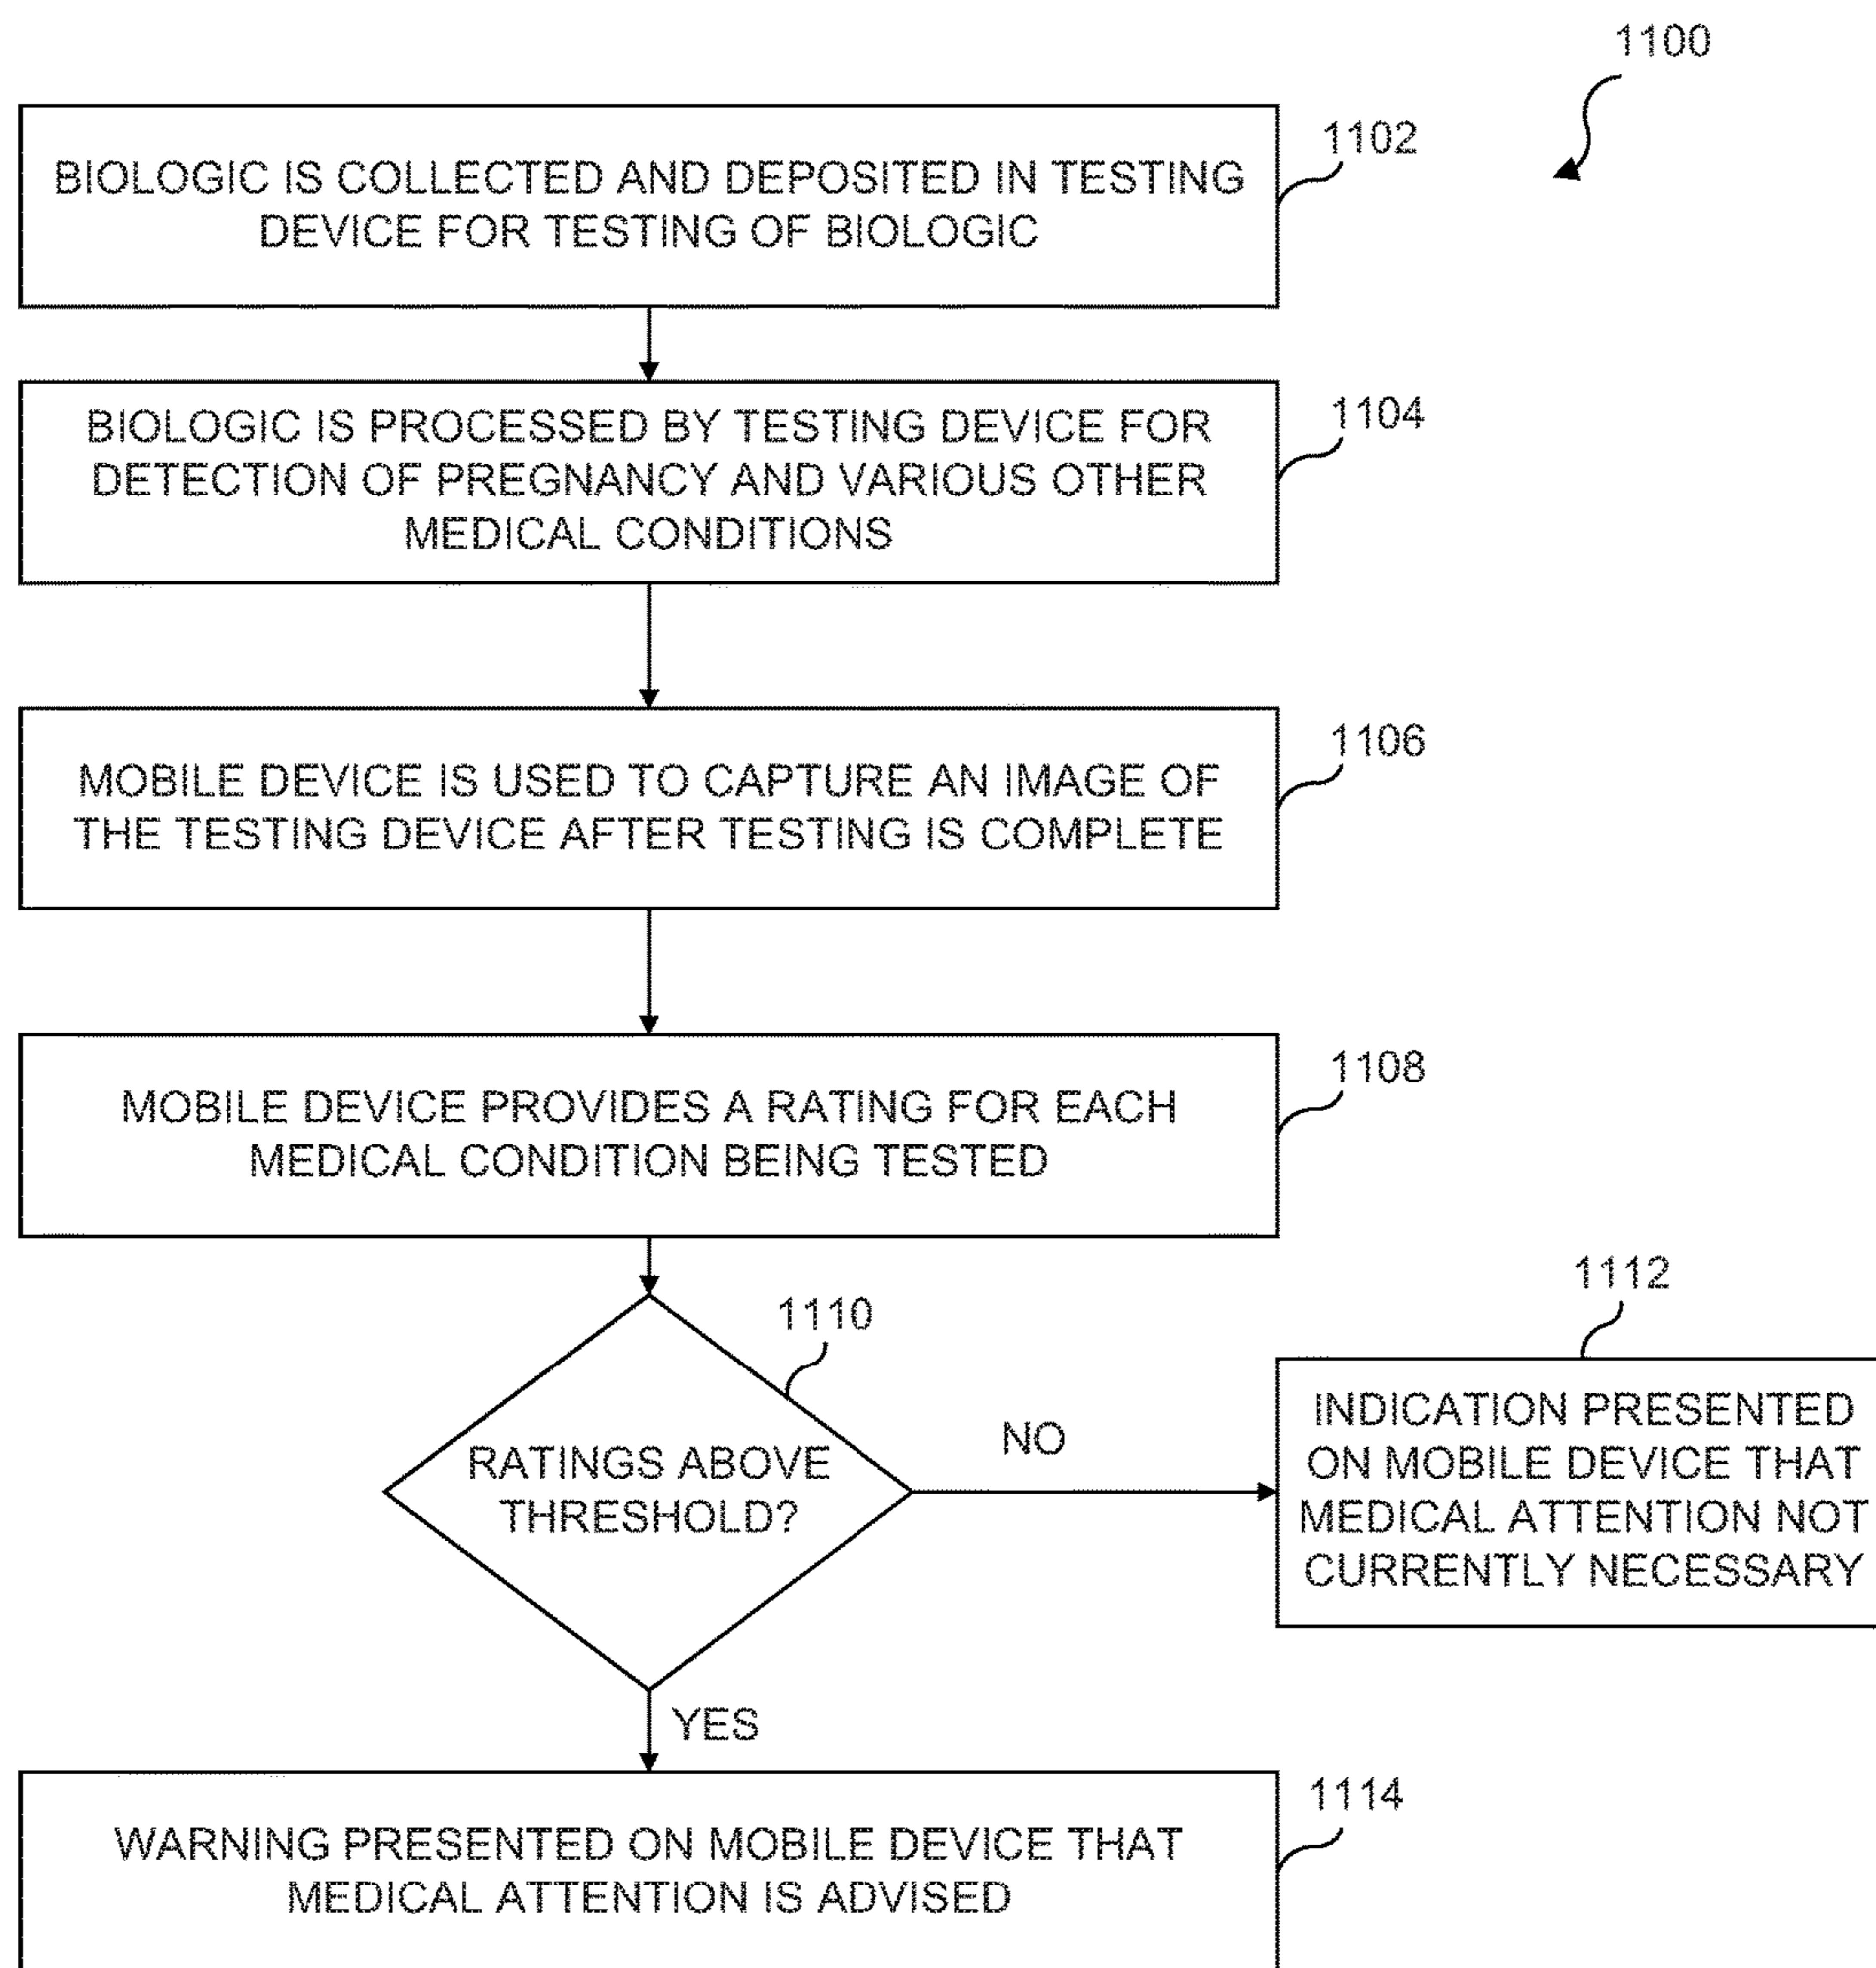 1100
1102
BIOLOGIC IS COLLECTED AND DEPOSITED IN TESTING
DEVICE FOR TESTING OF BIOLOGIC
1104
BIOLOGIC IS PROCESSED BY TESTING DEVICE FOR
DETECTION OF PREGNANCY AND VARIOUS OTHER
MEDICAL CONDITIONS
1106
MOBILE DEVICE IS USED TO CAPTURE AN IMAGE OF
THE TESTING DEVICE AFTER TESTING IS COMPLETE
1108
MOBILE DEVICE PROVIDES A RATING FOR EACH
MEDICAL CONDITION BEING TESTED
1110
RATINGS ABOVE
THRESHOLD?
NO
1112
INDICATION PRESENTED
ON MOBILE DEVICE THAT
MEDICAL ATTENTION NOT
CURRENTLY NECESSARY
YES
1114
WARNING PRESENTED ON MOBILE DEVICE THAT
MEDICAL ATTENTION IS ADVISED